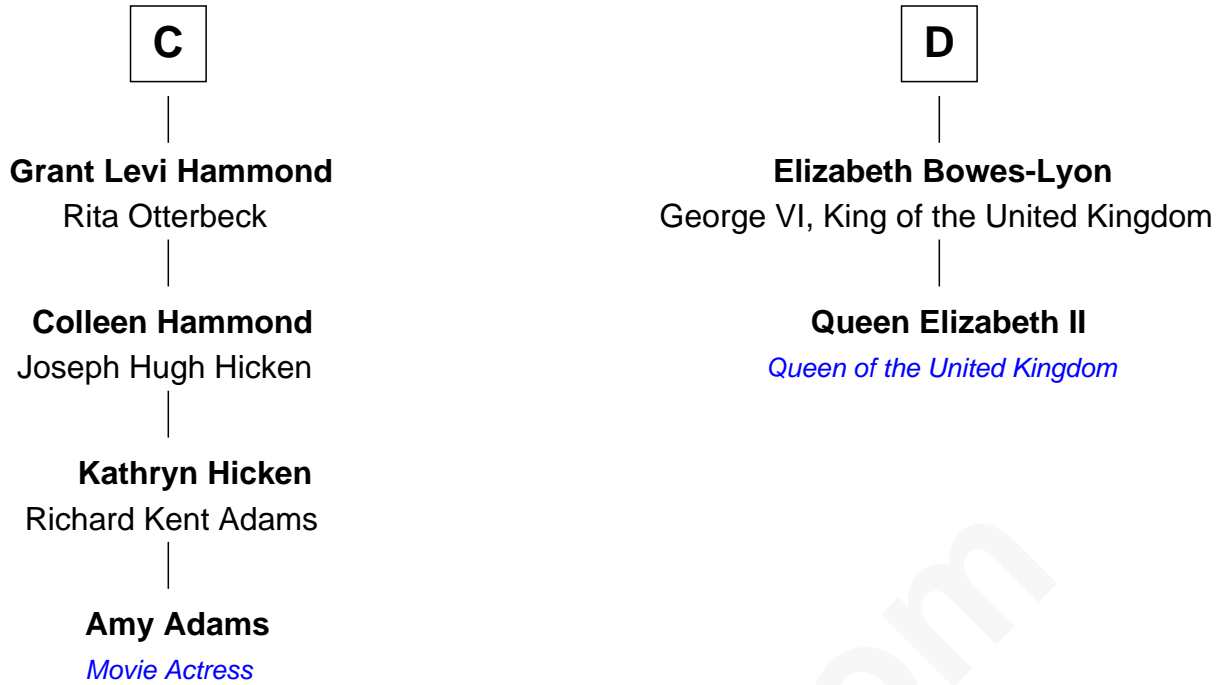 C
Grant Levi Hammond
Rita Otterbeck
Colleen Hammond
Joseph Hugh Hicken
Kathryn Hicken
Richard Kent Adams
Amy Adams
Movie Actress
D
Elizabeth Bowes-Lyon
George VI, King of the United Kingdom
Queen Elizabeth II
Queen of the United Kingdom
om